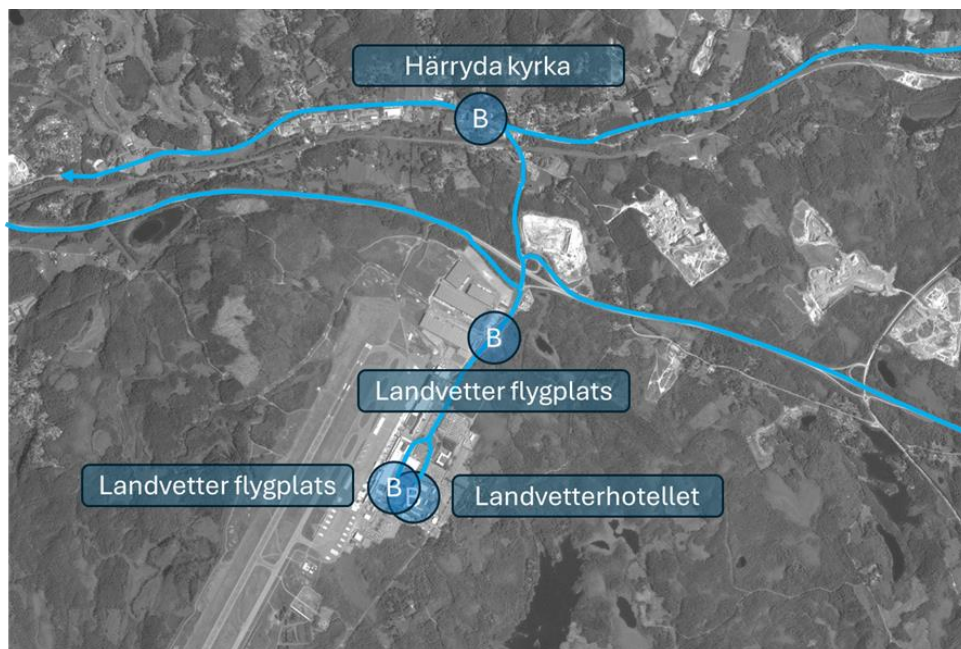 Härryda kyrka
B
B
Landvetter flygplats
Landvetter flygplats
B
Landvetterhotellet